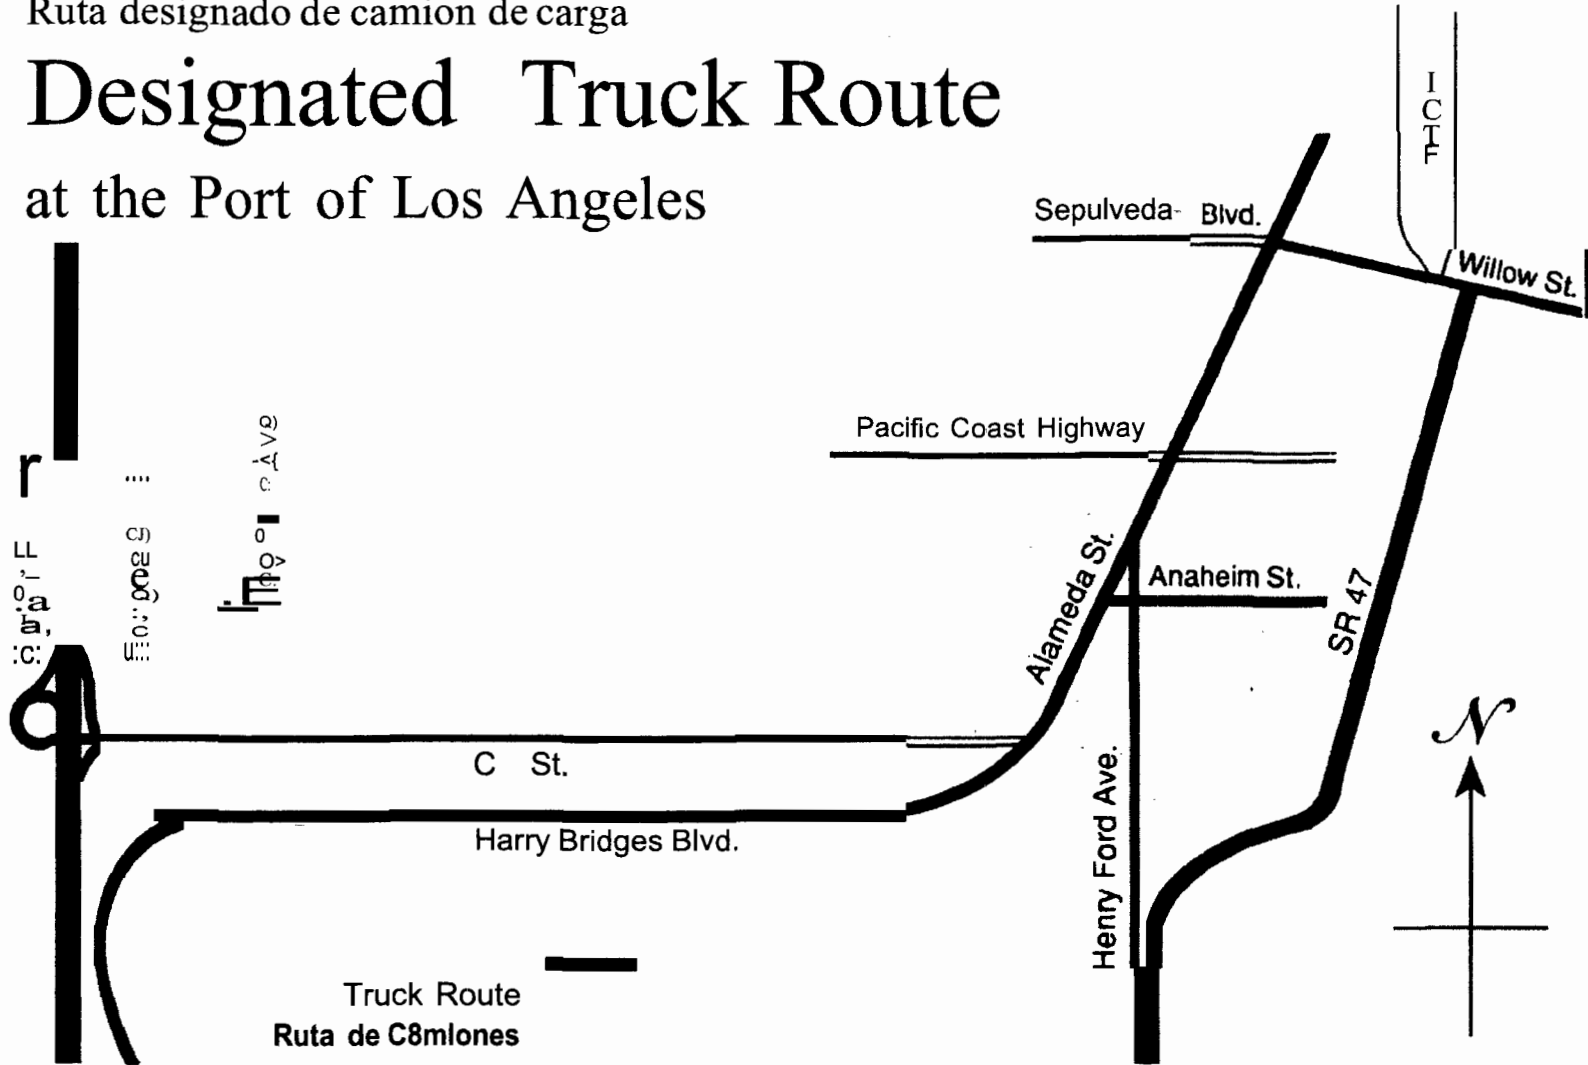 Ruta designado de camion de carga
Designated Truck Route
at the Port of Los Angeles
I
C
T
F
Sepulveda Blvd.
Willow St.
Pacific Coast Highway
Alameda St.
Anaheim St.
SR 47
C St.
Harry Bridges Blvd.
Henry Ford Ave.
N
Truck Route
Ruta de C8mlones